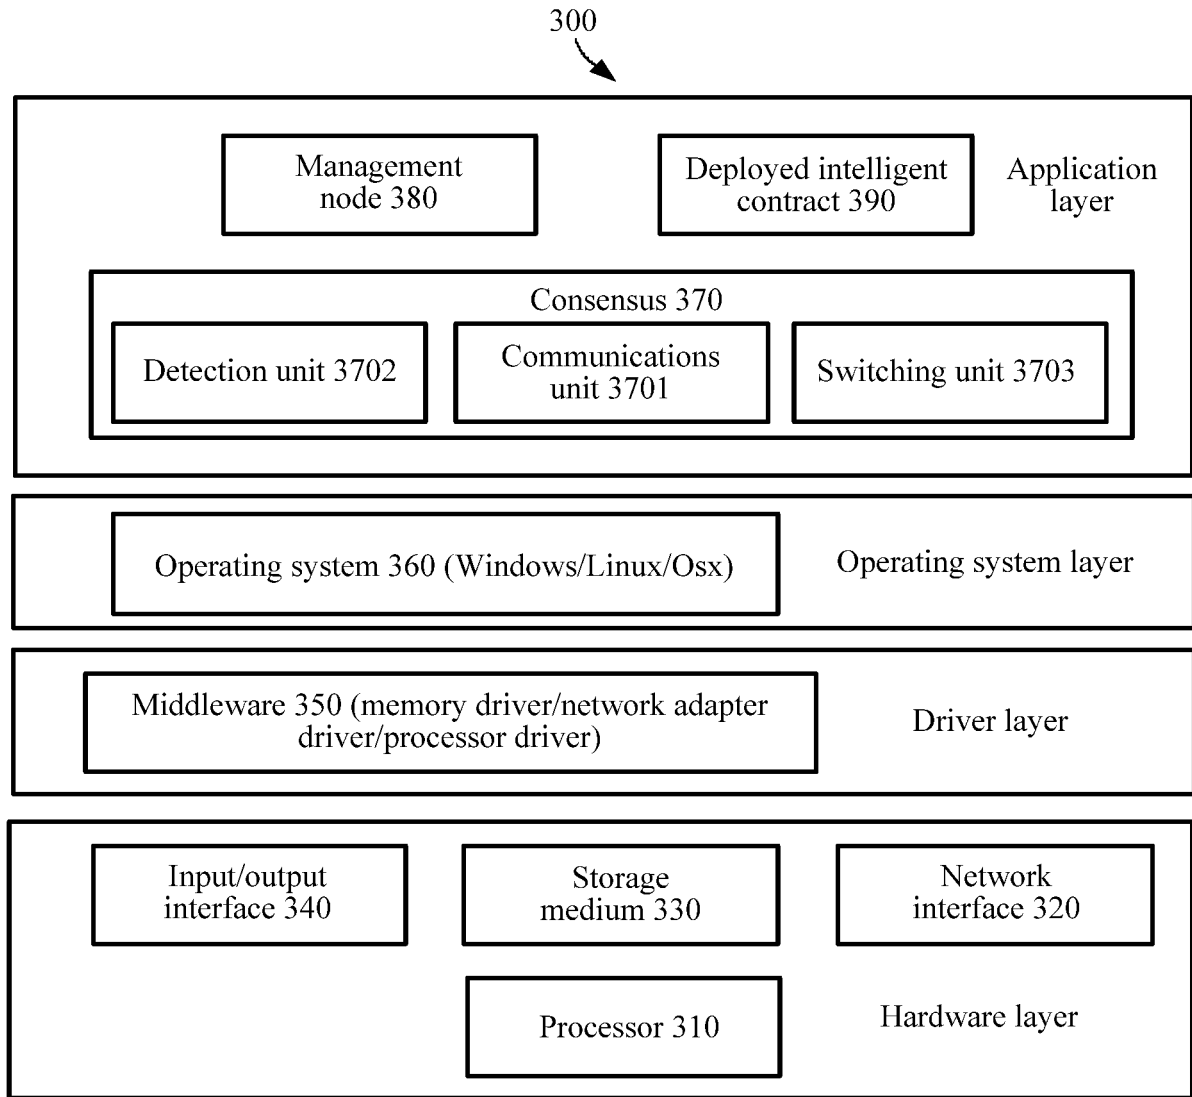 300
Management
node 380
Deployed intelligent
contract 390
Application
layer
Consensus 370
Detection unit 3702
Communications
unit 3701
Switching unit 3703
Operating system 360 (Windows/Linux/Osx)
Operating system layer
Middleware 350 (memory driver/network adapter
driver/processor driver)
Driver layer
Input/output
interface 340
Storage
medium 330
Network
interface 320
Processor 310
Hardware layer